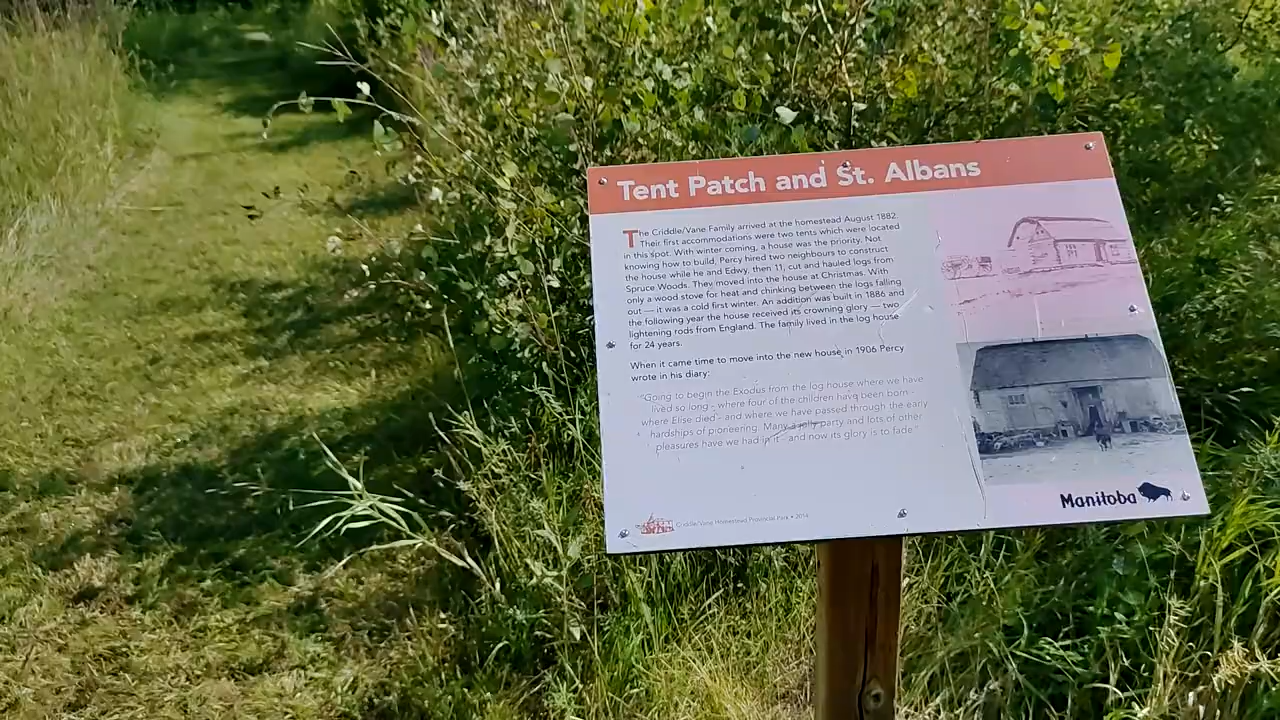 Tent Patch and St. Albans
The Criddle/Vane Family arrived at the homestead August 1882.
Their first accommodations were two tents which were located
in this spot. With winter coming, a house was the priority. Not
knowing how to build, Percy hired two neighbours to construct
the house while he and Edwy, then 11, cut and hauled logs from
Spruce Woods. They moved into the house at Christmas. With
only a wood stove for heat and chinking between the logs falling
out — it was a cold first winter. An addition was built in 1886 and
the following year the house received its crowning glory — two
lightening rods from England. The family lived in the log house
for 24 years.
When it came time to move into the new house in 1906 Percy
wrote in his diary:
"Going to begin the Exodus from the log house where we have
lived so long - where four of the children have been born -
where Elise died - and where we have passed through the early
hardships of pioneering. Many a jolly party and lots of other
pleasures have we had in it - and now its glory is to fade"
Manitoba
Criddle/Vane Homestead Provincial Park • 2014